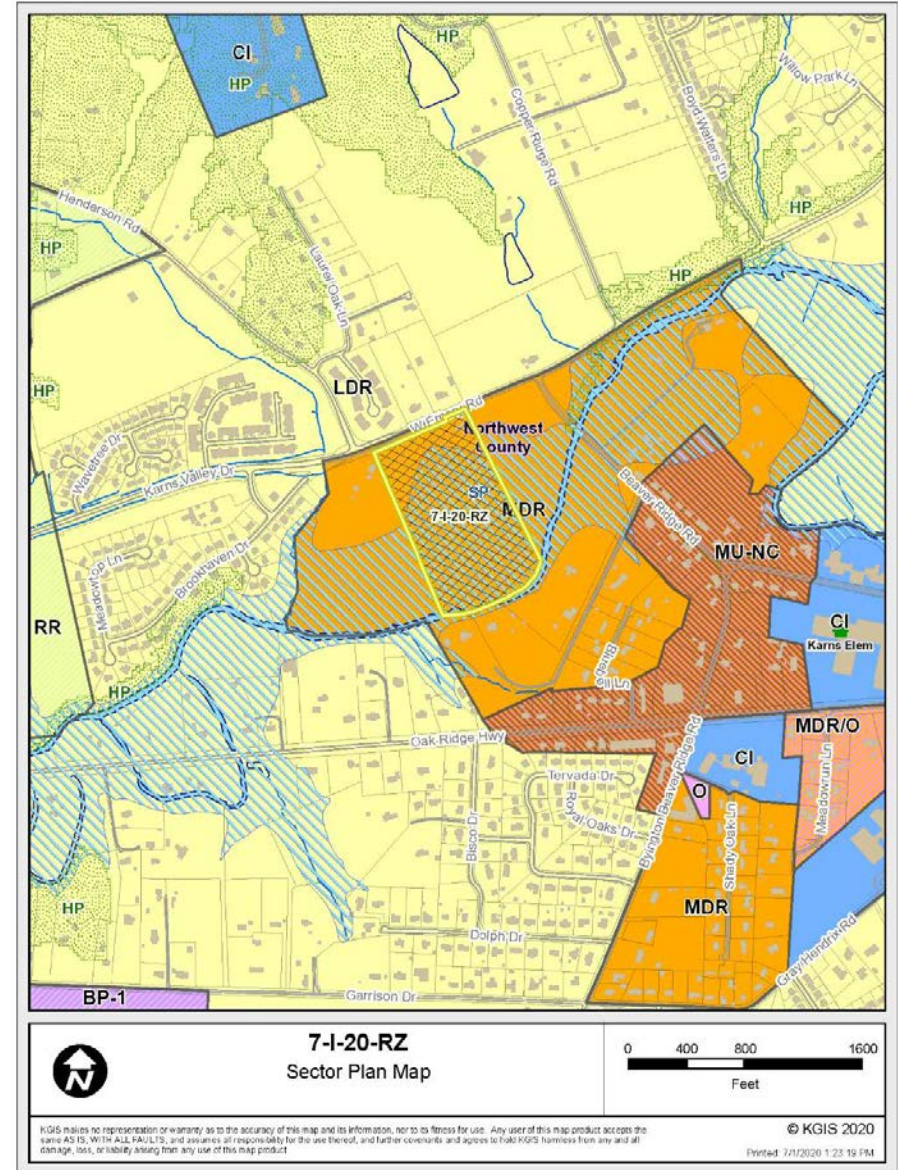 CI
HP
HP
Willow Park Ln
Copper Ridge Rd
Boyd Walters Ln
Henderson Rd
HP
HP
Laurel Oak Ln
HP
LDR
HP
W Emory Rd
Northwest
County
Wavetree Dr
Karns Valley Dr
SP
7-I-20-RZ
MDR
Beaver Ridge Rd
MU-NC
Meadowtop Ln
Brookhaven Dr
RR
CI
Karns Elem
HP
Bluebell Ln
Oak Ridge Hwy
MDR/O
CI
Tervada Dr
O
Royal Oaks Dr
Bisco Dr
Byington Beaver Ridge Rd
Shady Oak Ln
Meadowrun Ln
HP
MDR
Dolph Dr
Gray Hendrix Rd
BP-1
Garrison Dr
N
7-I-20-RZ
Sector Plan Map
0 400 800 1600
Feet
KGIS makes no representation or warranty as to the accuracy of this map and its information, nor to its fitness for use. Any user of this map product accepts the
same AS IS, WITH ALL FAULTS, and assumes all responsibility for the use thereof, and further covenants and agrees to hold KGIS harmless from any and all
damage, loss, or liability arising from any use of this map product
© KGIS 2020
Printed: 7/1/2020 1:23:19 PM